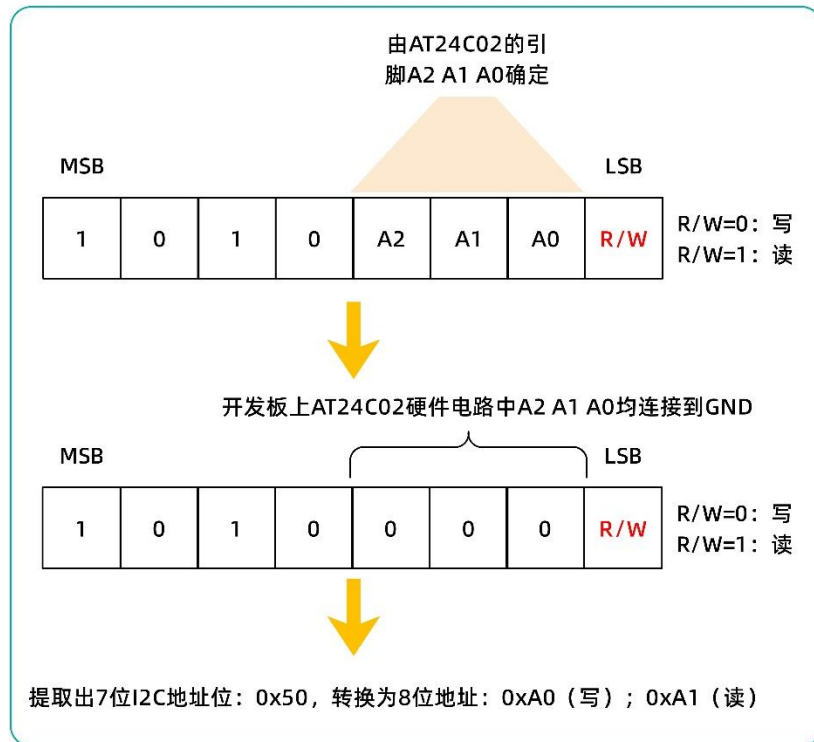 由AT24C02的引
脚A2 A1 A0确定
MSB LSB
1 0 1 0 A2 A1 A0 R/W R/W=0：写
R/W=1：读
开发板上AT24C02硬件电路中A2 A1 A0均连接到GND
MSB LSB
1 0 1 0 0 0 0 R/W R/W=0：写
R/W=1：读
提取出7位I2C地址位：0x50，转换为8位地址：0xA0（写）；0xA1（读）